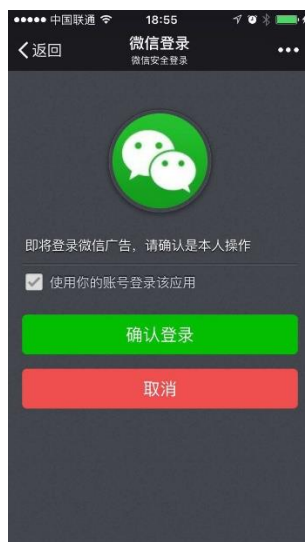 中国联通 18:55
返回
微信登录
微信安全登录
即将登录微信广告，请确认是本人操作
使用你的账号登录该应用
确认登录
取消